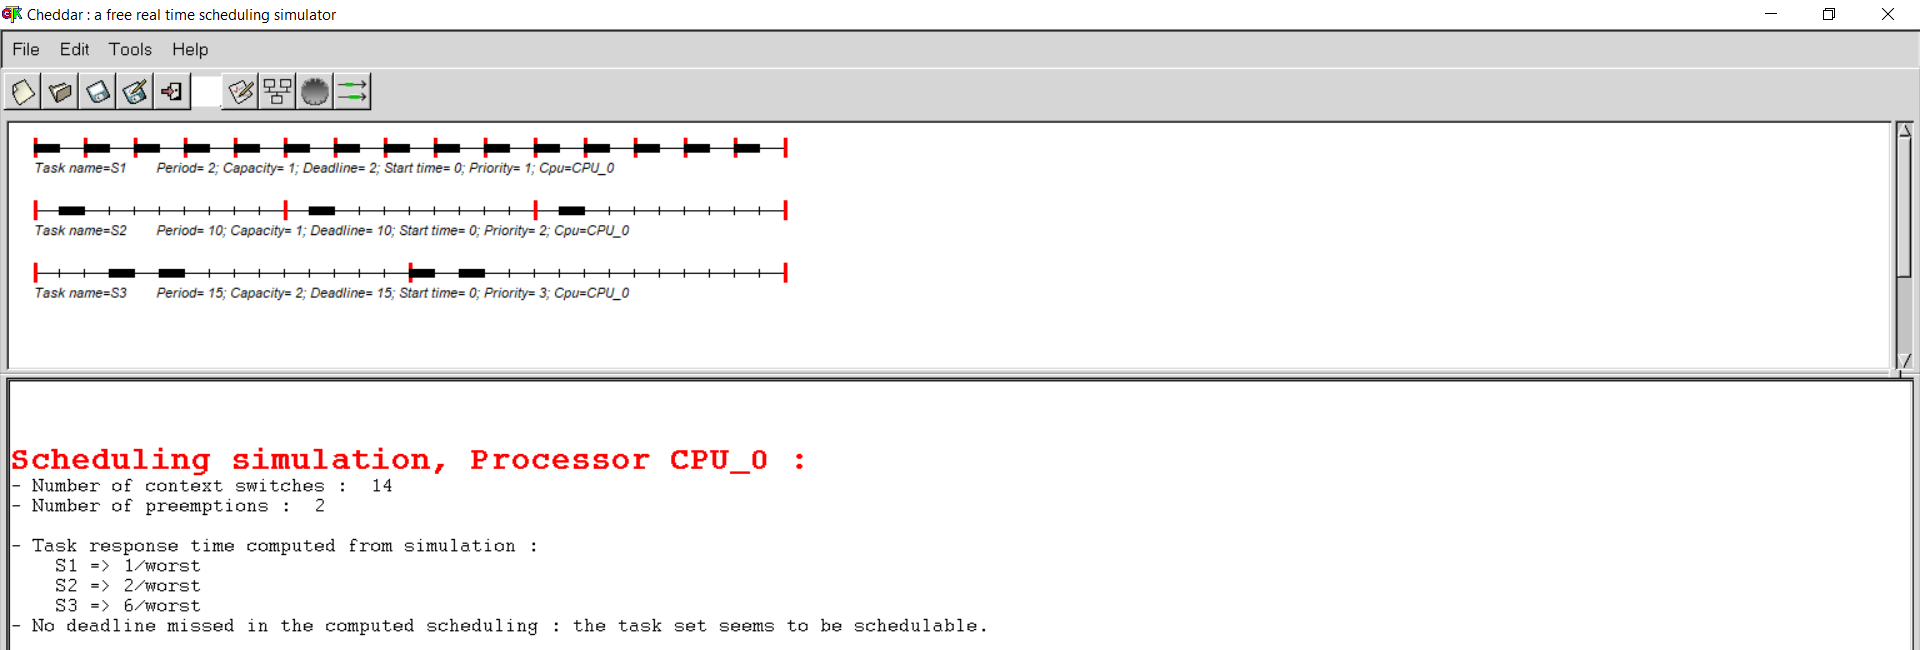 Cheddar : a free real time scheduling simulator
File Edit Tools Help
Task name=S1 Period= 2; Capacity= 1; Deadline= 2; Start time= 0; Priority= 1; Cpu=CPU_0
Task name=S2 Period= 10; Capacity= 1; Deadline= 10; Start time= 0; Priority= 2; Cpu=CPU_0
Task name=S3 Period= 15; Capacity= 2; Deadline= 15; Start time= 0; Priority= 3; Cpu=CPU_0
Scheduling simulation, Processor CPU_0 :
- Number of context switches : 14
- Number of preemptions : 2
- Task response time computed from simulation :
S1 => 1/worst
S2 => 2/worst
S3 => 6/worst
- No deadline missed in the computed scheduling : the task set seems to be schedulable.